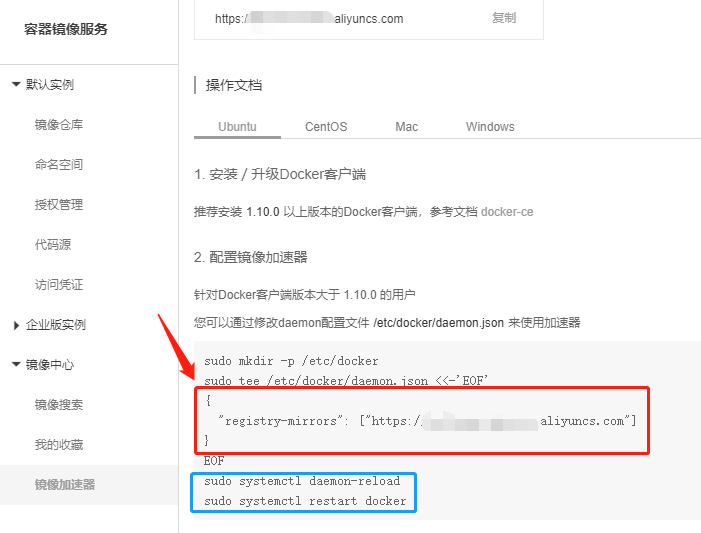 容器镜像服务
默认实例
镜像仓库
命名空间
授权管理
代码源
访问凭证
企业版实例
镜像中心
镜像搜索
我的收藏
镜像加速器
https:/ aliyuncs.com 复制
操作文档
Ubuntu CentOS Mac Windows
1. 安装 / 升级Docker客户端
推荐安装 1.10.0 以上版本的Docker客户端，参考文档 docker-ce
2. 配置镜像加速器
针对Docker客户端版本大于 1.10.0 的用户
您可以通过修改daemon配置文件 /etc/docker/daemon.json 来使用加速器
sudo mkdir -p /etc/docker
sudo tee /etc/docker/daemon.json <<-'EOF'
{
"registry-mirrors": ["https:/ aliyuncs.com"]
}
EOF
sudo systemctl daemon-reload
sudo systemctl restart docker